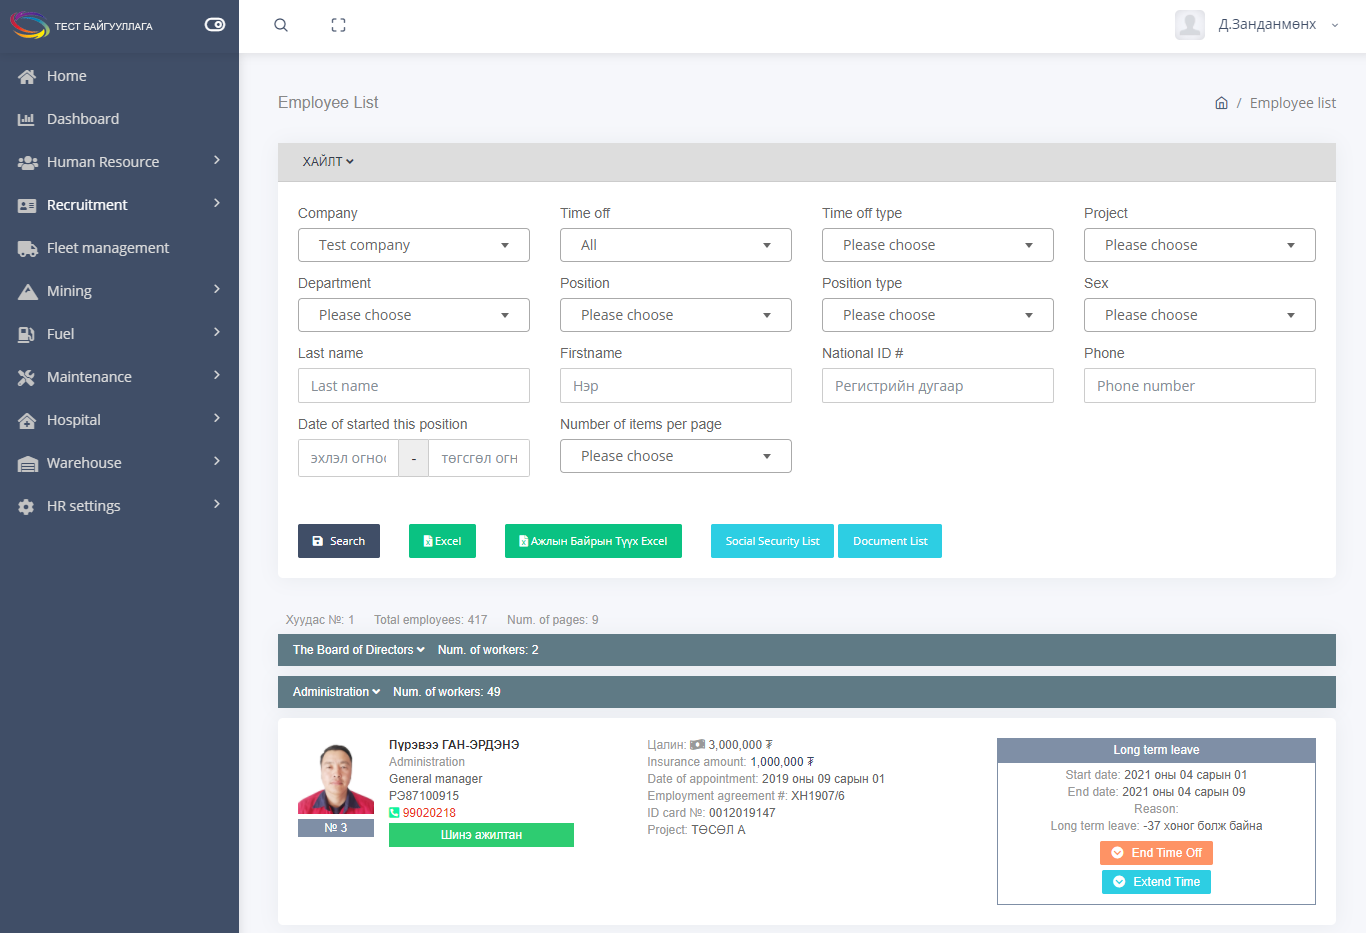 ТЕСТ БАЙГУУЛЛАГА
Д.Занданмөнх
Home
Dashboard
Human Resource
Recruitment
Fleet management
Mining
Fuel
Maintenance
Hospital
Warehouse
HR settings
Employee List
/ Employee list
ХАЙЛТ
Company Time off Time off type Project
Test company All Please choose Please choose
Department Position Position type Sex
Please choose Please choose Please choose Please choose
Last name Firstname National ID # Phone
Last name Нэр Регистрийн дугаар Phone number
Date of started this position Number of items per page
эхлэл огноо - төгсгөл огн Please choose
Search Excel Ажлын Байрын Түүх Excel Social Security List Document List
Хуудас №: 1 Total employees: 417 Num. of pages: 9
The Board of Directors Num. of workers: 2
Administration Num. of workers: 49
№ 3
Пүрэвээ ГАН-ЭРДЭНЭ
Administration
General manager
РЭ87100915
99020218
Шинэ ажилтан
Цалин: 3,000,000 ₮
Insurance amount: 1,000,000 ₮
Date of appointment: 2019 оны 09 сарын 01
Employment agreement #: ХН1907/6
ID card №: 0012019147
Project: ТӨСӨЛ А
Long term leave
Start date: 2021 оны 04 сарын 01
End date: 2021 оны 04 сарын 09
Reason:
Long term leave: -37 хоног болж байна
End Time Off
Extend Time